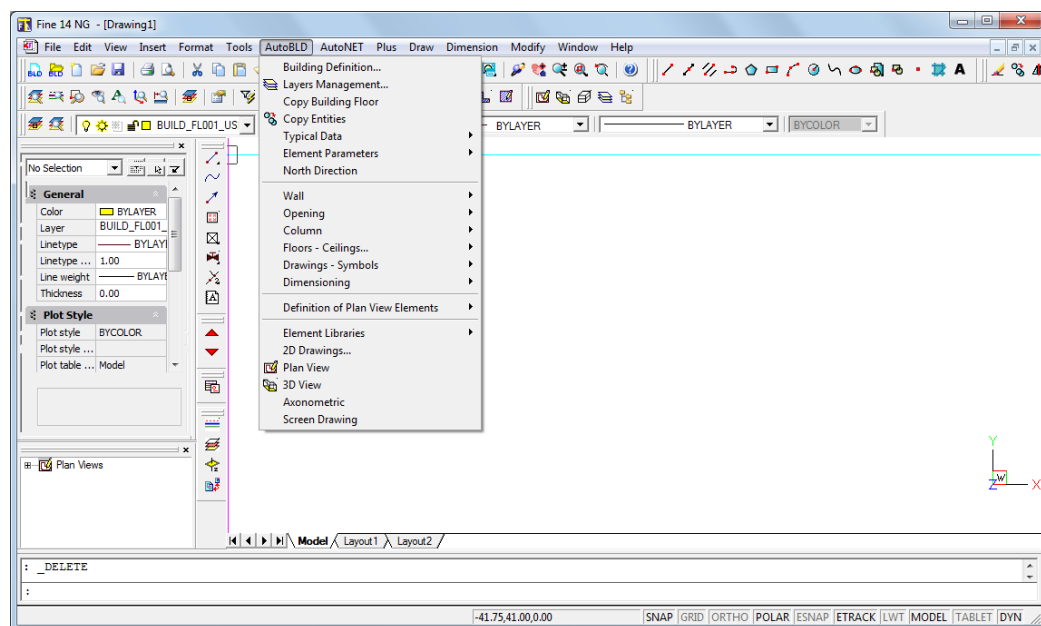 Fine 14 NG - [Drawing1]
File Edit View Insert Format Tools AutoBLD AutoNET Plus Draw Dimension Modify Window Help
BUILD_FL001_US
BYLAYER
BYLAYER
BYCOLOR
Building Definition...
Layers Management...
Copy Building Floor
Copy Entities
Typical Data
Element Parameters
North Direction
Wall
Opening
Column
Floors - Ceilings...
Drawings - Symbols
Dimensioning
Definition of Plan View Elements
Element Libraries
2D Drawings...
Plan View
3D View
Axonometric
Screen Drawing
No Selection
General
Color BYLAYER
Layer BUILD_FL001_
Linetype BYLAYI
Linetype ... 1.00
Line weight BYLAYE
Thickness 0.00
Plot Style
Plot style BYCOLOR
Plot style ...
Plot table ... Model
Plan Views
Y
W
Z X
Model Layout1 Layout2
: _DELETE
:
-41.75,41.00,0.00 SNAP GRID ORTHO POLAR ESNAP ETRACK LWT MODEL TABLET DYN